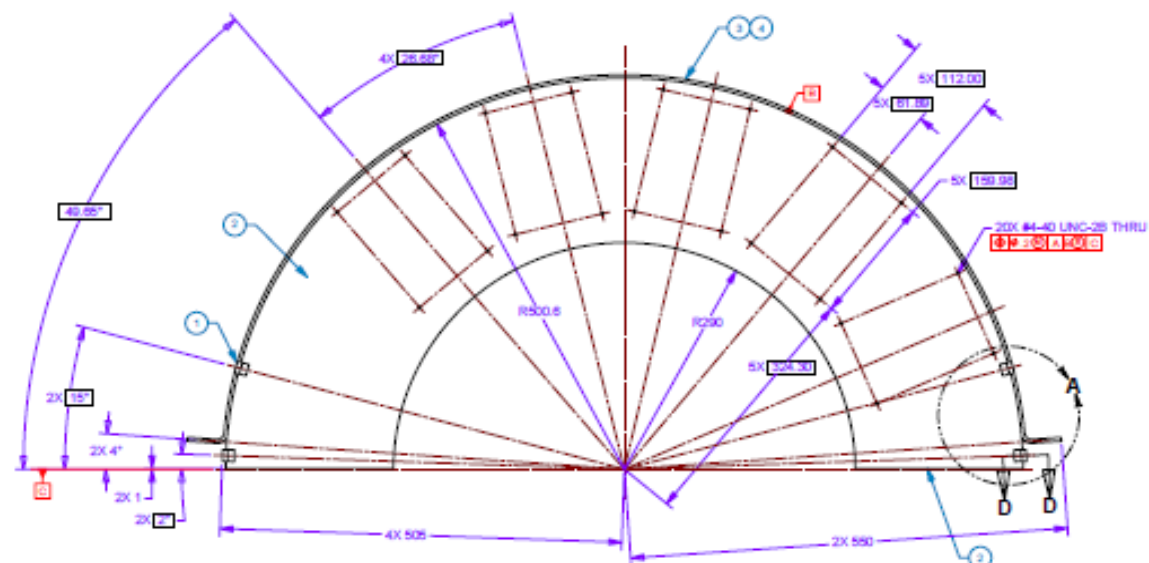 3 4
4X 26.68°
5X 112.00
B
5X 61.89
49.65°
5X 159.98
2
20X #4-40 UNC-2B THRU
A C
R500.6
R290
1
5X 324.30
2X 15°
A
2X 4°
2X 1
2X 2°
C
D D
4X 505
2X 550
2